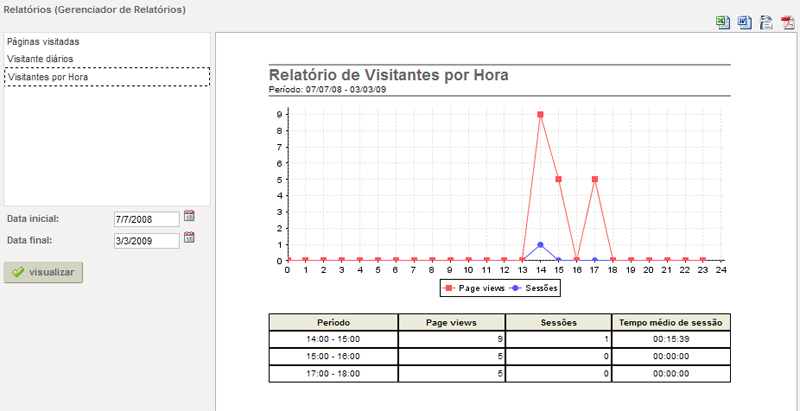 Relatórios (Gerenciador de Relatórios)
Páginas visitadas
Visitante diários
Visitantes por Hora
Data inicial: 7/7/2008
Data final: 3/3/2009
visualizar
Relatório de Visitantes por Hora
Período: 07/07/08 - 03/03/09
9
8
7
6
5
4
3
2
1
0
0 1 2 3 4 5 6 7 8 9 10 11 12 13 14 15 16 17 18 19 20 21 22 23 24
Page views Sessões
Período Page views Sessões Tempo médio de sessão
14:00 - 15:00 9 1 00:15:39
15:00 - 16:00 5 0 00:00:00
17:00 - 18:00 5 0 00:00:00